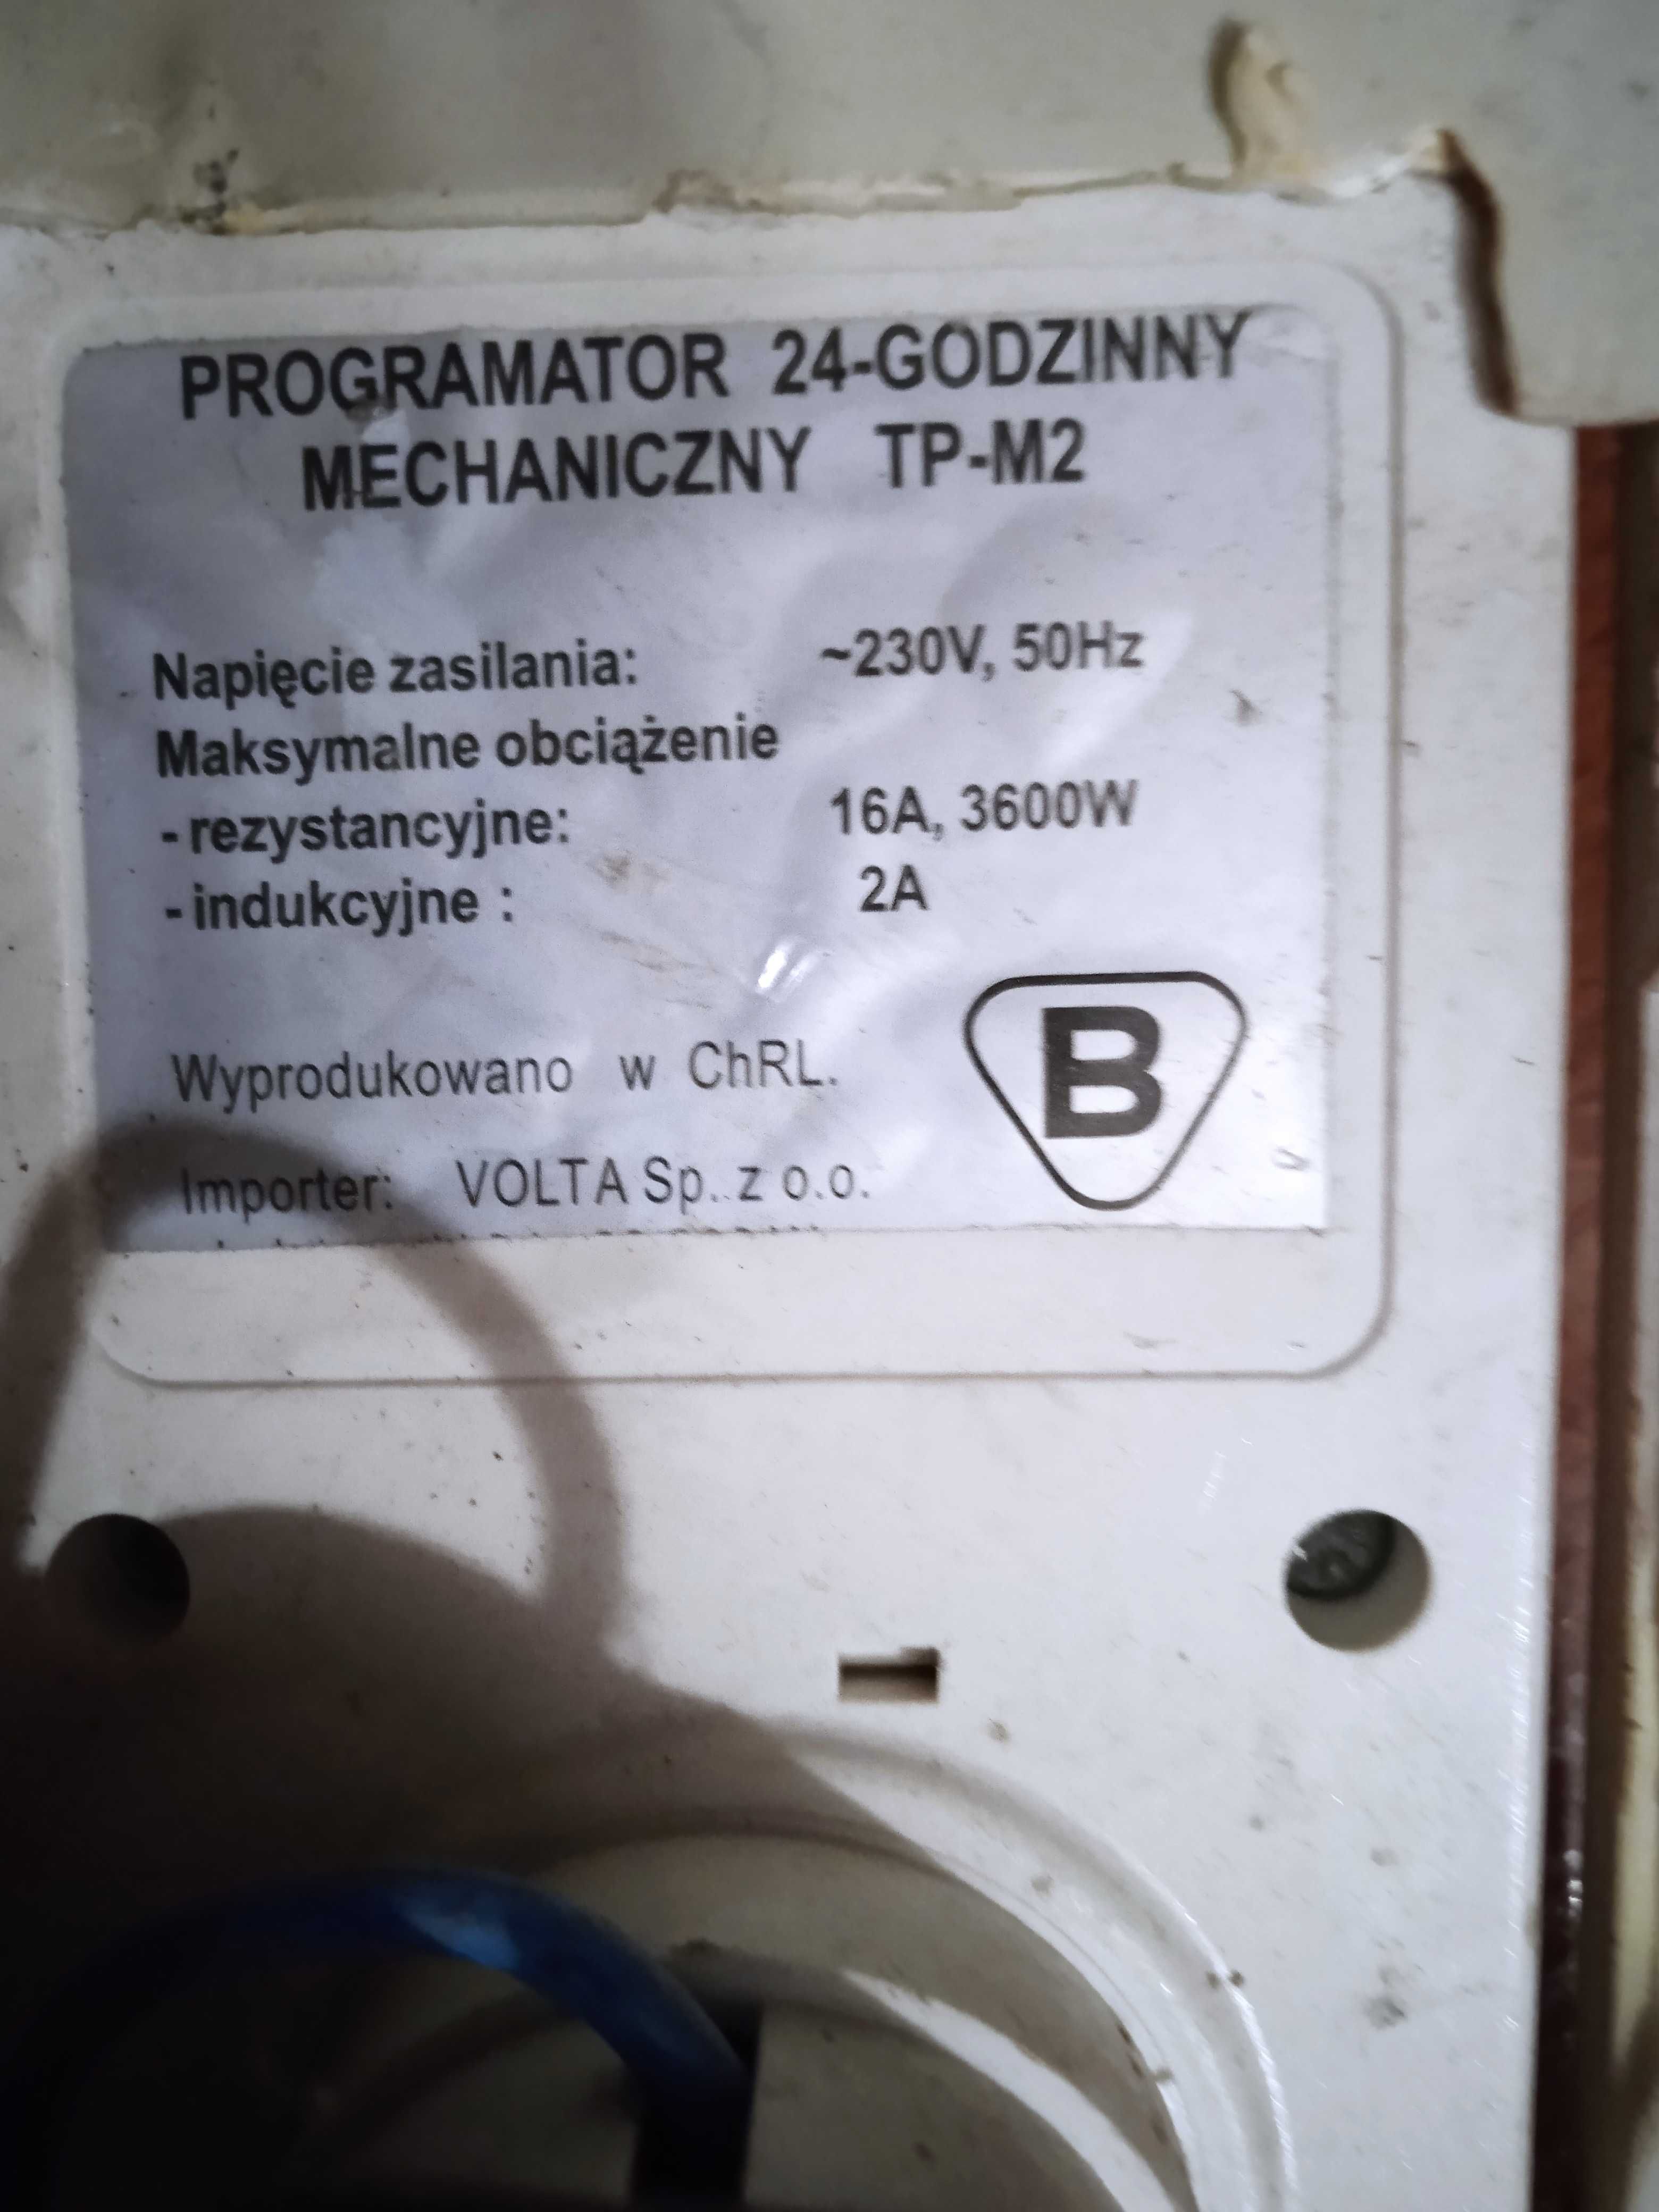 PROGRAMATOR 24-GODZINNY
MECHANICZNY TP-M2
Napięcie zasilania: ~230V, 50Hz
Maksymalne obciążenie
- rezystancyjne: 16A, 3600W
- indukcyjne : 2A
Wyprodukowano w ChRL.
B
Importer: VOLTA Sp. z o.o.